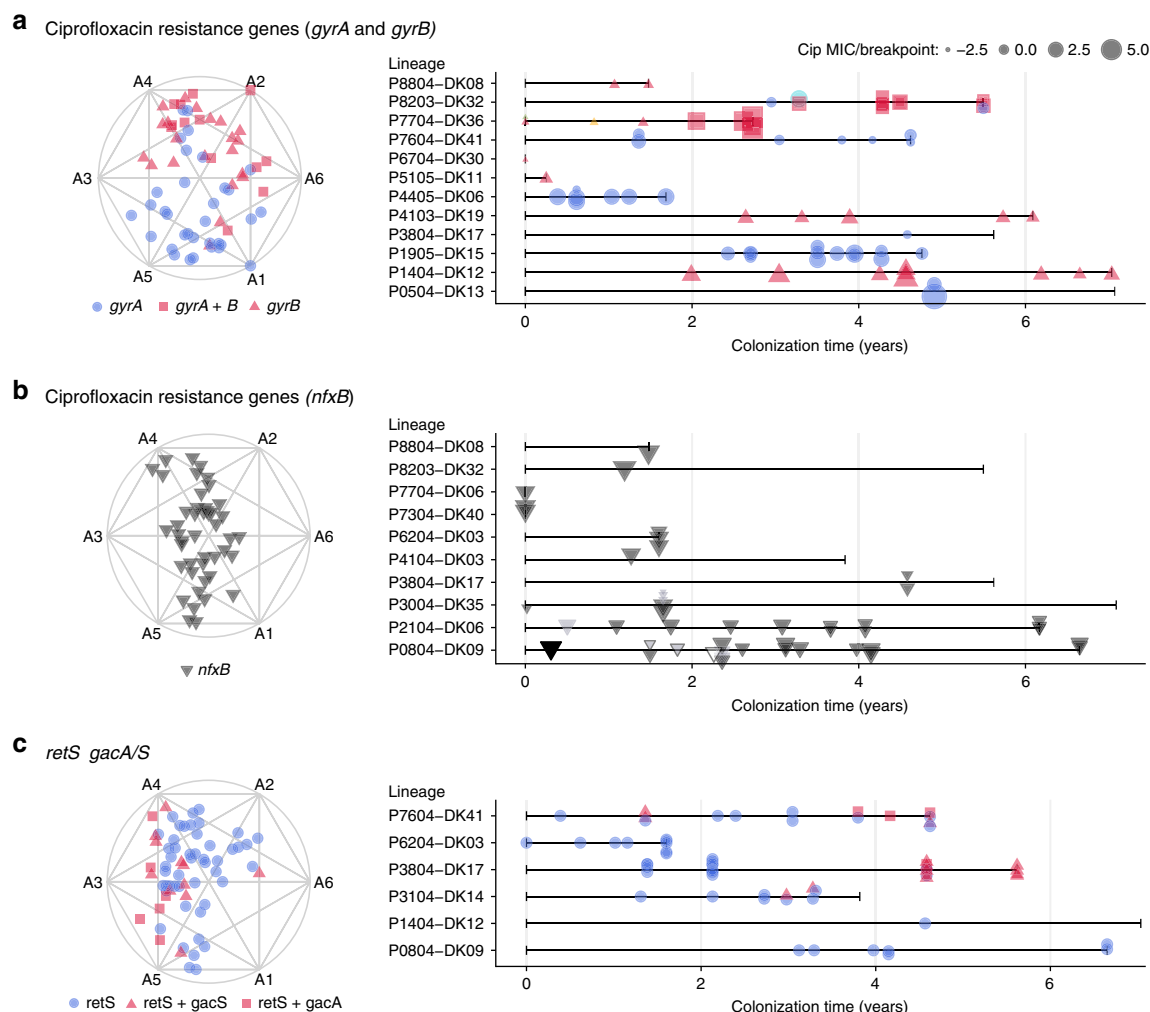 a
Ciprofloxacin resistance genes (gyrA and gyrB)
Cip MIC/breakpoint: −2.5 0.0 2.5 5.0
A4 A2
A3 A6
A5 A1
gyrA gyrA + B gyrB
Lineage
P8804−DK08
P8203−DK32
P7704−DK36
P7604−DK41
P6704−DK30
P5105−DK11
P4405−DK06
P4103−DK19
P3804−DK17
P1905−DK15
P1404−DK12
P0504−DK13
0 2 4 6
Colonization time (years)
b
Ciprofloxacin resistance genes (nfxB)
A4 A2
A3 A6
A5 A1
nfxB
Lineage
P8804−DK08
P8203−DK32
P7704−DK06
P7304−DK40
P6204−DK03
P4104−DK03
P3804−DK17
P3004−DK35
P2104−DK06
P0804−DK09
0 2 4 6
Colonization time (years)
c
retS gacA/S
A4 A2
A3 A6
A5 A1
retS retS + gacS retS + gacA
Lineage
P7604−DK41
P6204−DK03
P3804−DK17
P3104−DK14
P1404−DK12
P0804−DK09
0 2 4 6
Colonization time (years)